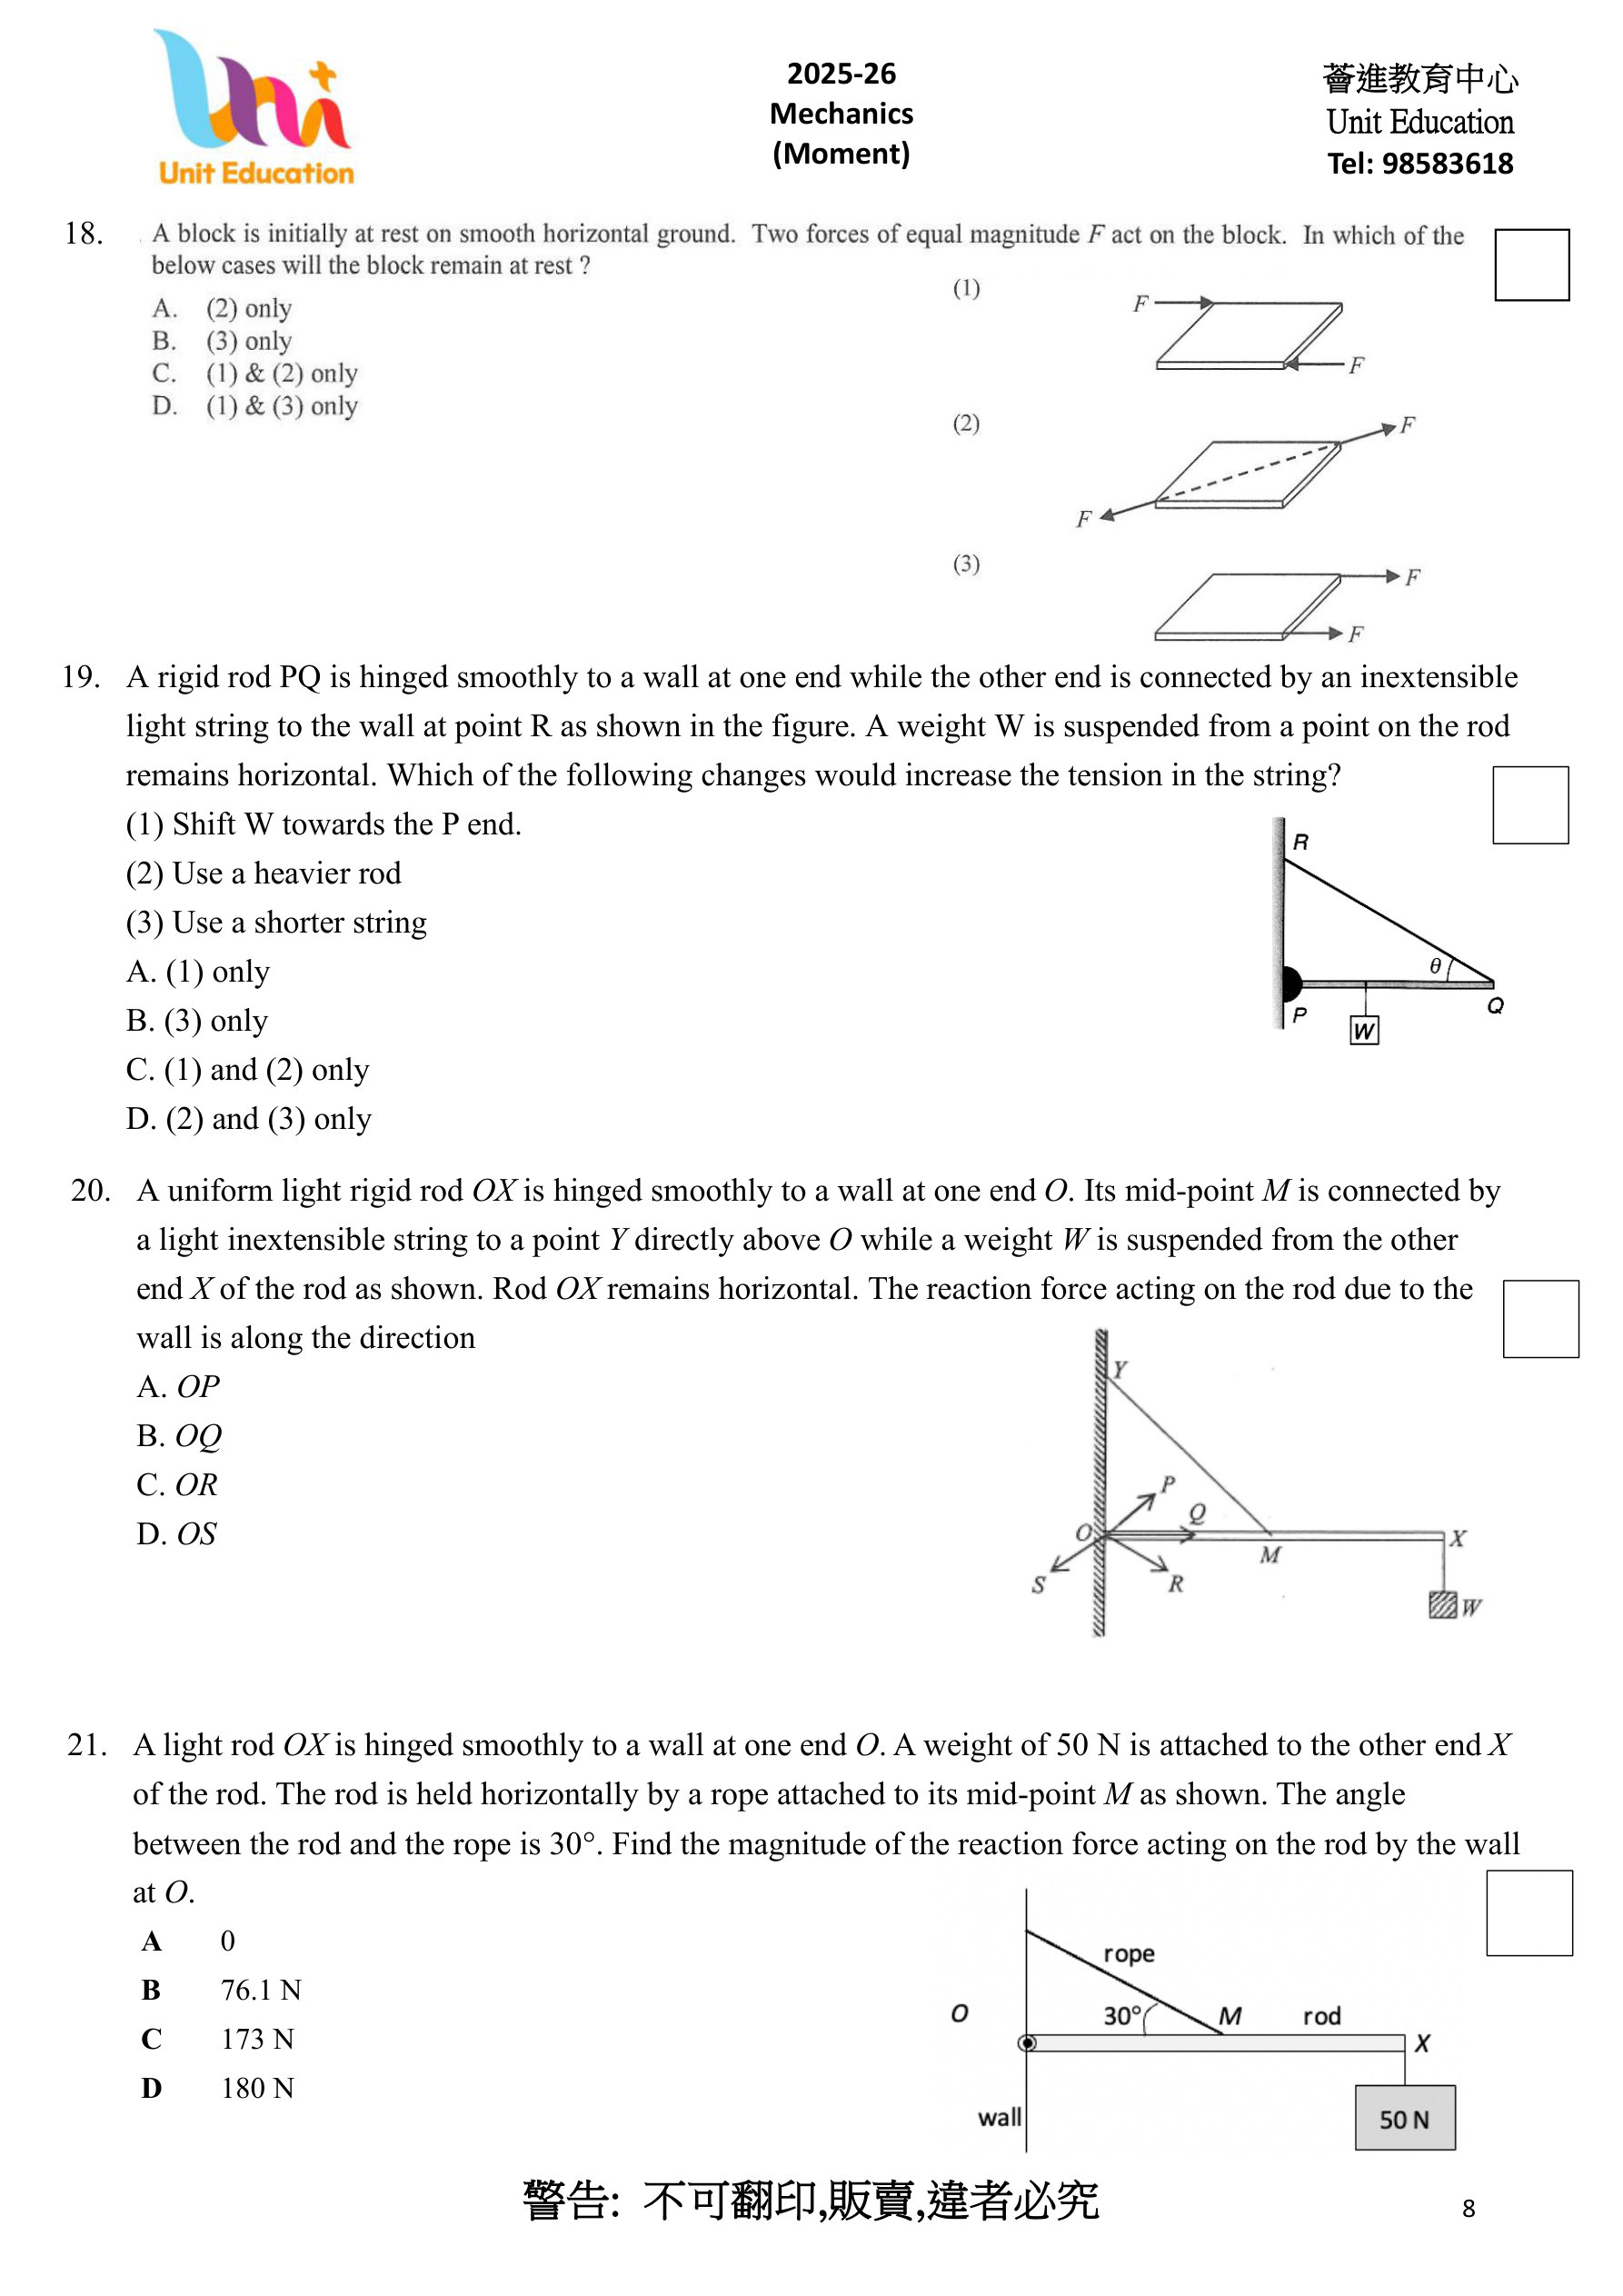 Uni+
Unit Education
2025-26
Mechanics
(Moment)
薈進教育中心
Unit Education
Tel: 98583618
18. A block is initially at rest on smooth horizontal ground. Two forces of equal magnitude F act on the block. In which of the
below cases will the block remain at rest ?
A. (2) only
B. (3) only
C. (1) & (2) only
D. (1) & (3) only
(1)
F
F
(2)
F
F
(3)
F
F
19. A rigid rod PQ is hinged smoothly to a wall at one end while the other end is connected by an inextensible
light string to the wall at point R as shown in the figure. A weight W is suspended from a point on the rod
remains horizontal. Which of the following changes would increase the tension in the string?
(1) Shift W towards the P end.
(2) Use a heavier rod
(3) Use a shorter string
A. (1) only
B. (3) only
C. (1) and (2) only
D. (2) and (3) only
R
θ
P
Q
W
20. A uniform light rigid rod OX is hinged smoothly to a wall at one end O. Its mid-point M is connected by
a light inextensible string to a point Y directly above O while a weight W is suspended from the other
end X of the rod as shown. Rod OX remains horizontal. The reaction force acting on the rod due to the
wall is along the direction
A. OP
B. OQ
C. OR
D. OS
Y
P
Q
O
X
M
S
R
W
21. A light rod OX is hinged smoothly to a wall at one end O. A weight of 50 N is attached to the other end X
of the rod. The rod is held horizontally by a rope attached to its mid-point M as shown. The angle
between the rod and the rope is 30°. Find the magnitude of the reaction force acting on the rod by the wall
at O.
A 0
B 76.1 N
C 173 N
D 180 N
rope
O
30°
M
rod
X
wall
50 N
警告: 不可翻印,販賣,違者必究
8